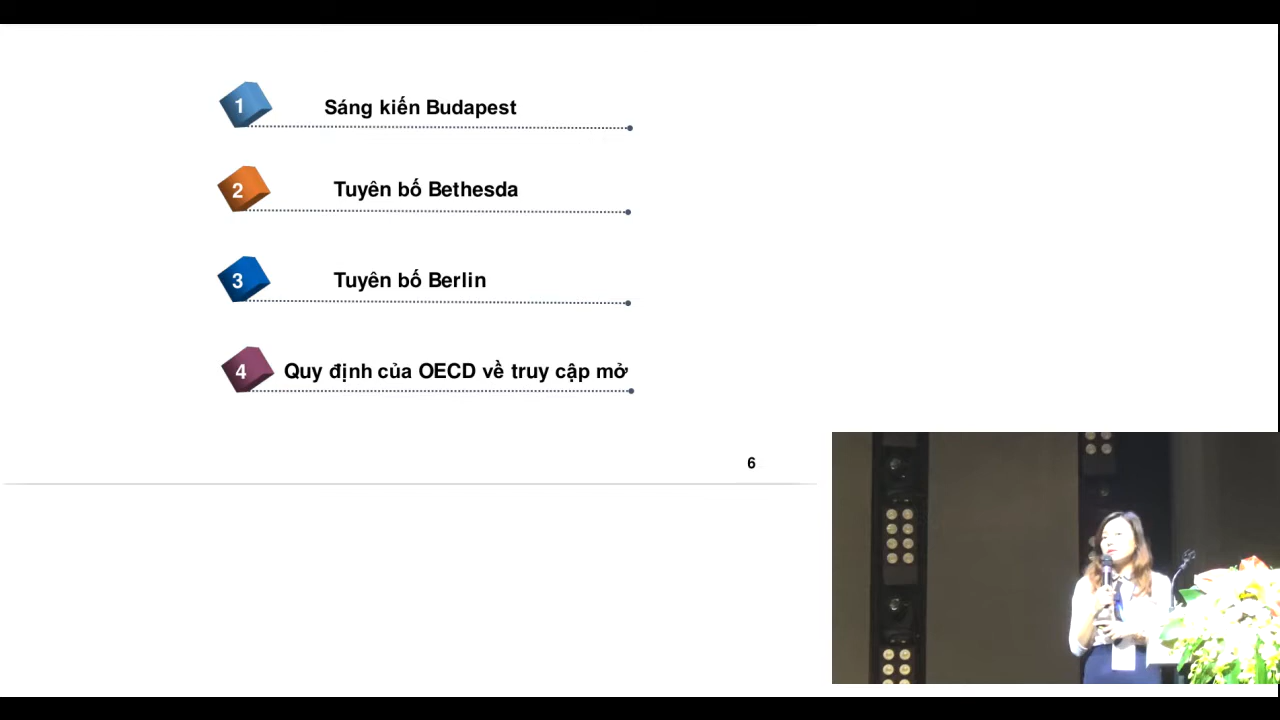 1 Sáng kiến Budapest
2 Tuyên bố Bethesda
3 Tuyên bố Berlin
4 Quy định của OECD về truy cập mở
6